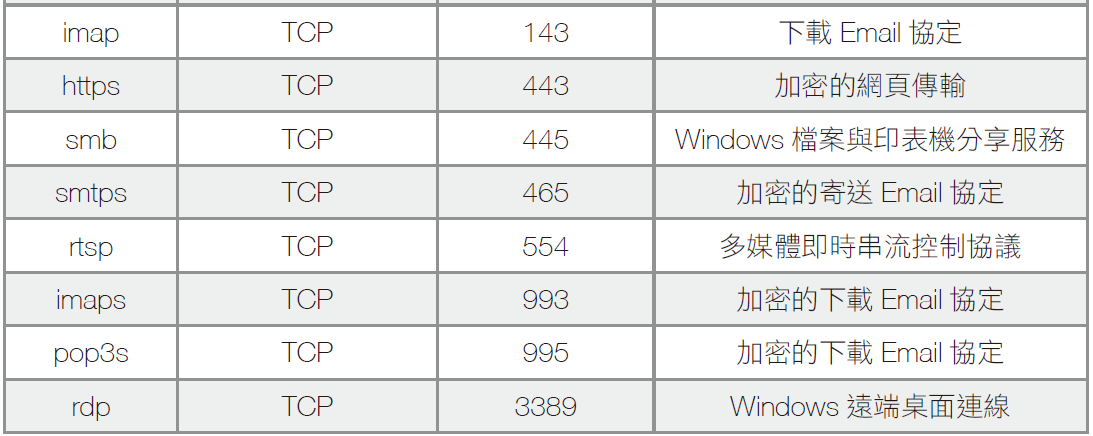 imap TCP 143 下載 Email 協定
https TCP 443 加密的網頁傳輸
smb TCP 445 Windows 檔案與印表機分享服務
smtps TCP 465 加密的寄送 Email 協定
rtsp TCP 554 多媒體即時串流控制協議
imaps TCP 993 加密的下載 Email 協定
pop3s TCP 995 加密的下載 Email 協定
rdp TCP 3389 Windows 遠端桌面連線